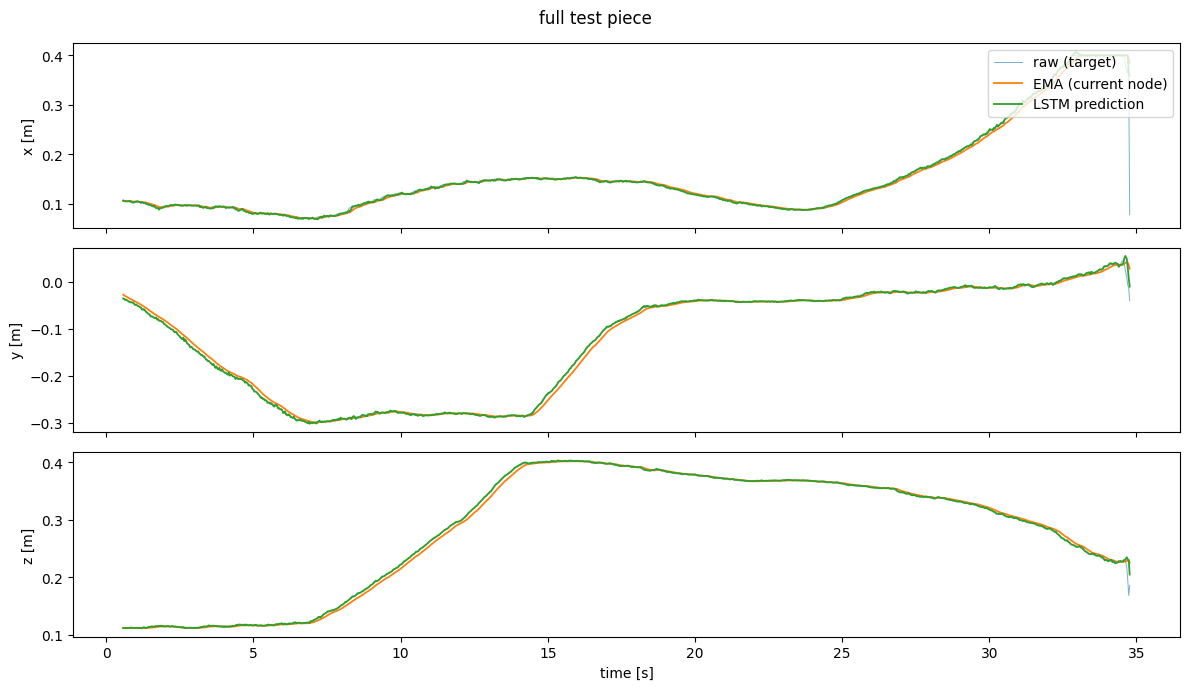 full test piece
x [m]
0.4
0.3
0.2
0.1
raw (target)
EMA (current node)
LSTM prediction
y [m]
0.0
−0.1
−0.2
−0.3
z [m]
0.4
0.3
0.2
0.1
0 5 10 15 20 25 30 35
time [s]